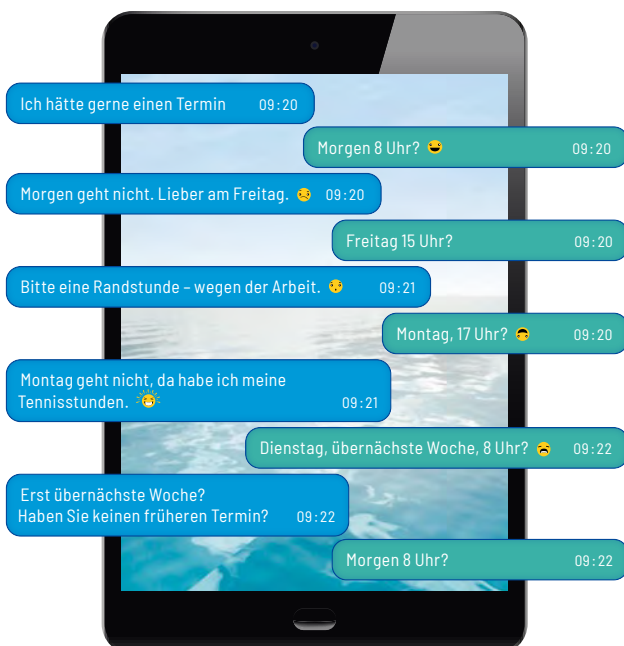 Ich hätte gerne einen Termin 09:20
Morgen 8 Uhr? 09:20
Morgen geht nicht. Lieber am Freitag. 09:20
Freitag 15 Uhr? 09:20
Bitte eine Randstunde – wegen der Arbeit. 09:21
Montag, 17 Uhr? 09:20
Montag geht nicht, da habe ich meine
Tennisstunden. 09:21
Dienstag, übernächste Woche, 8 Uhr? 09:22
Erst übernächste Woche?
Haben Sie keinen früheren Termin? 09:22
Morgen 8 Uhr? 09:22